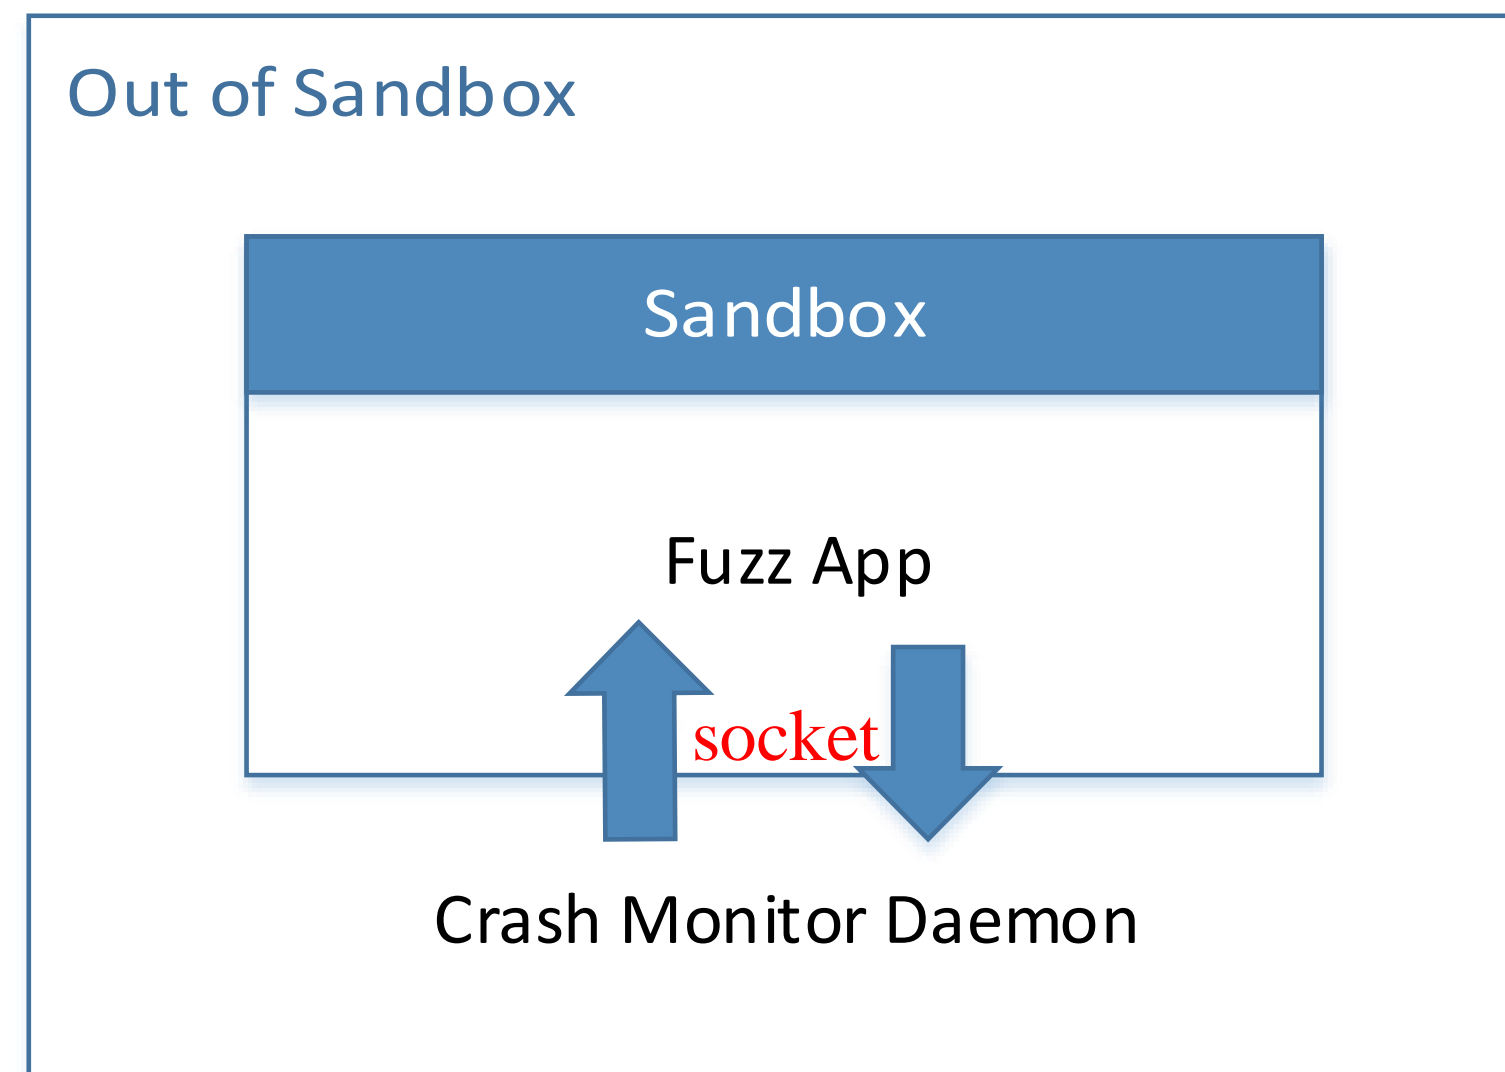 Out of Sandbox
Sandbox
Fuzz App
socket
Crash Monitor Daemon